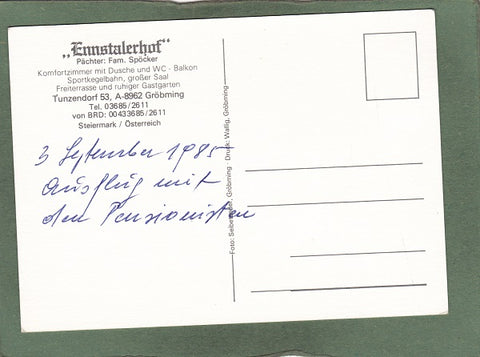 „Ennstalerhof“
Pächter: Fam. Spöcker
Komfortzimmer mit Dusche und WC - Balkon
Sportkegelbahn, großer Saal
Freiterrasse und ruhiger Gastgarten
Tunzendorf 53, A-8962 Gröbming
Tel. 03685/2611
von BRD: 00433685/2611
Steiermark / Österreich
3 September 1985
Ausflug mit
den Pensionisten
Gröbming · Druck: Wallig, Gröbming
Foto: